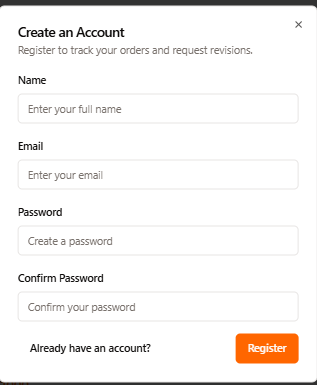 Create an Account
Register to track your orders and request revisions.
Name
Enter your full name
Email
Enter your email
Password
Create a password
Confirm Password
Confirm your password
Already have an account?
Register